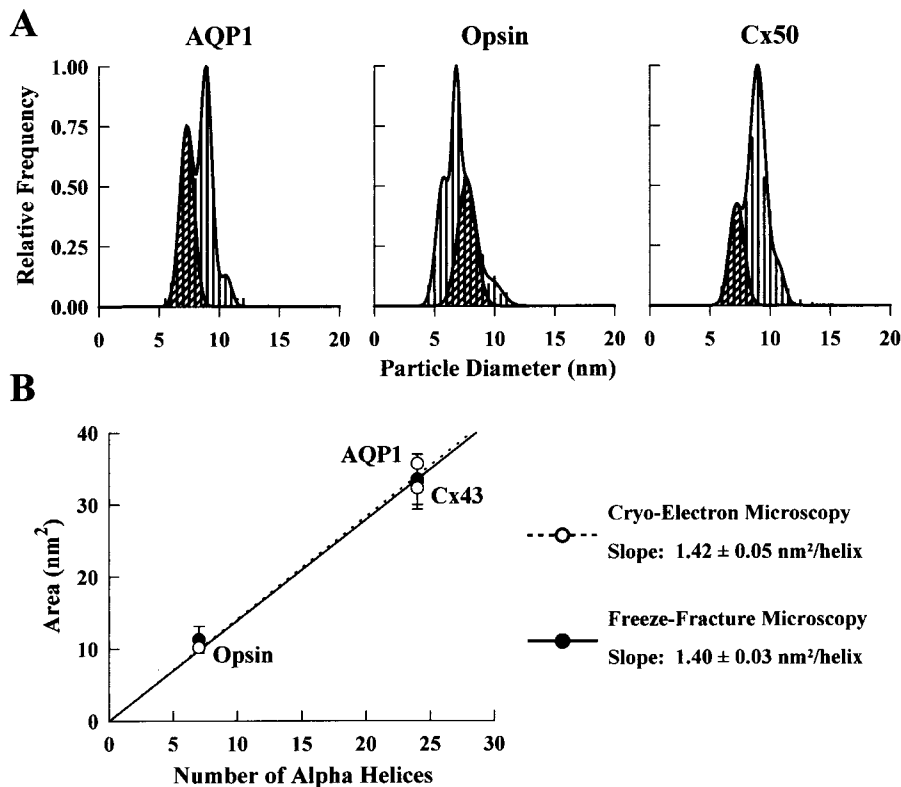 A
AQP1 Opsin Cx50
1.00
0.75
0.50
0.25
0.00
Relative Frequency
0 5 10 15 20 0 5 10 15 20 0 5 10 15 20
Particle Diameter (nm)
B
40
30
20
10
0
Area (nm²)
AQP1
Cx43
Opsin
0 5 10 15 20 25 30
Number of Alpha Helices
Cryo-Electron Microscopy
Slope: 1.42 ± 0.05 nm²/helix
Freeze-Fracture Microscopy
Slope: 1.40 ± 0.03 nm²/helix